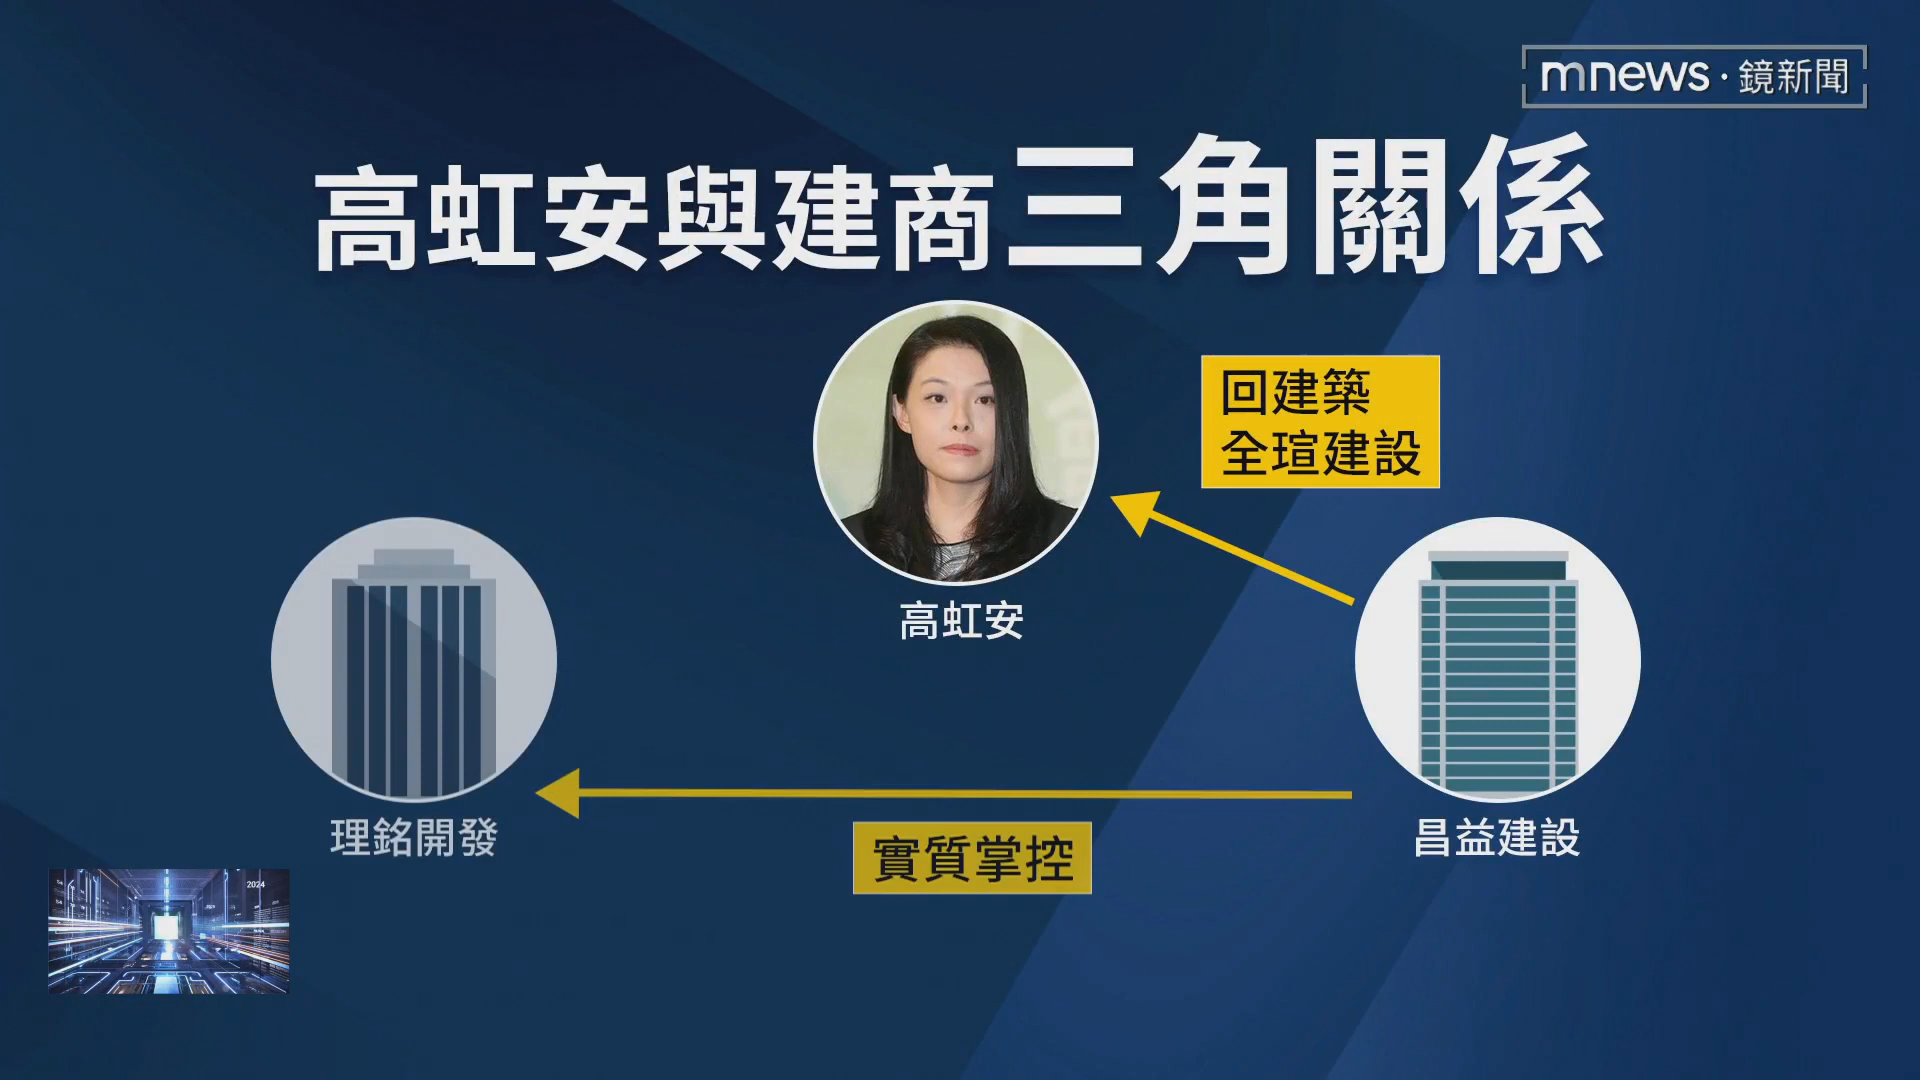 mnews・鏡新聞
高虹安與建商三角關係
回建築
全瑄建設
高虹安
理銘開發
昌益建設
實質掌控
2024